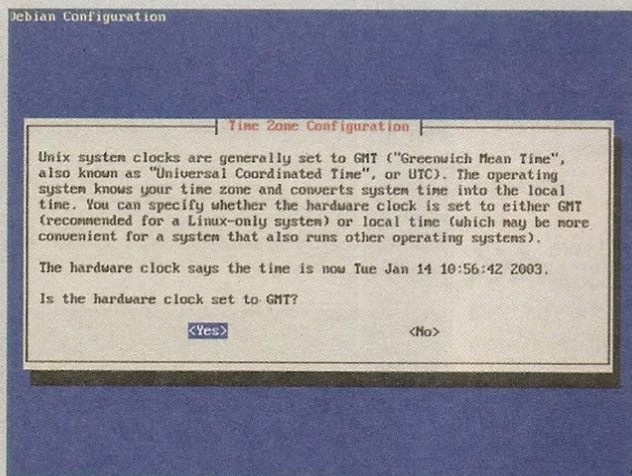 Debian Configuration
Time Zone Configuration
Unix system clocks are generally set to GMT ("Greenwich Mean Time",
also known as "Universal Coordinated Time", or UTC). The operating
system knows your time zone and converts system time into the local
time. You can specify whether the hardware clock is set to either GMT
(recommended for a Linux-only system) or local time (which may be more
convenient for a system that also runs other operating systems).
The hardware clock says the time is now Tue Jan 14 10:56:42 2003.
Is the hardware clock set to GMT?
<Yes> <No>